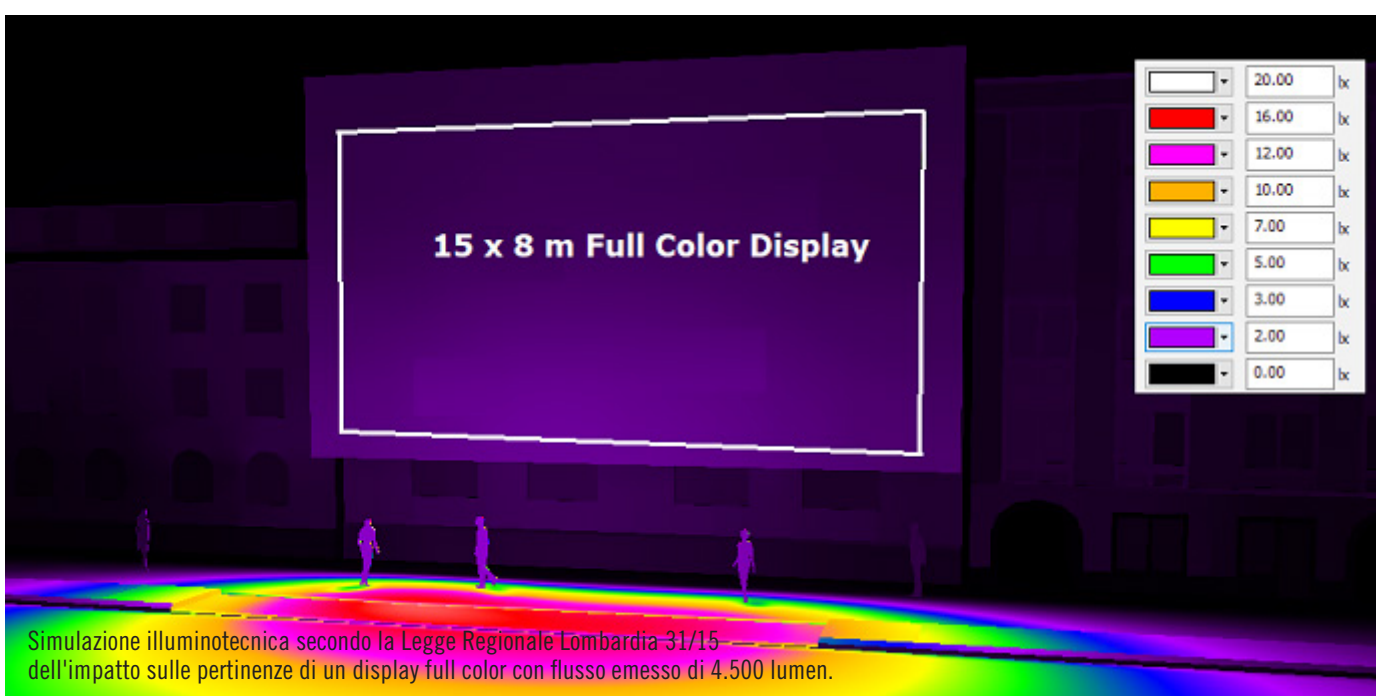 15 x 8 m Full Color Display
20.00 lx
16.00 lx
12.00 lx
10.00 lx
7.00 lx
5.00 lx
3.00 lx
2.00 lx
0.00 lx
Simulazione illuminotecnica secondo la Legge Regionale Lombardia 31/15
dell'impatto sulle pertinenze di un display full color con flusso emesso di 4.500 lumen.